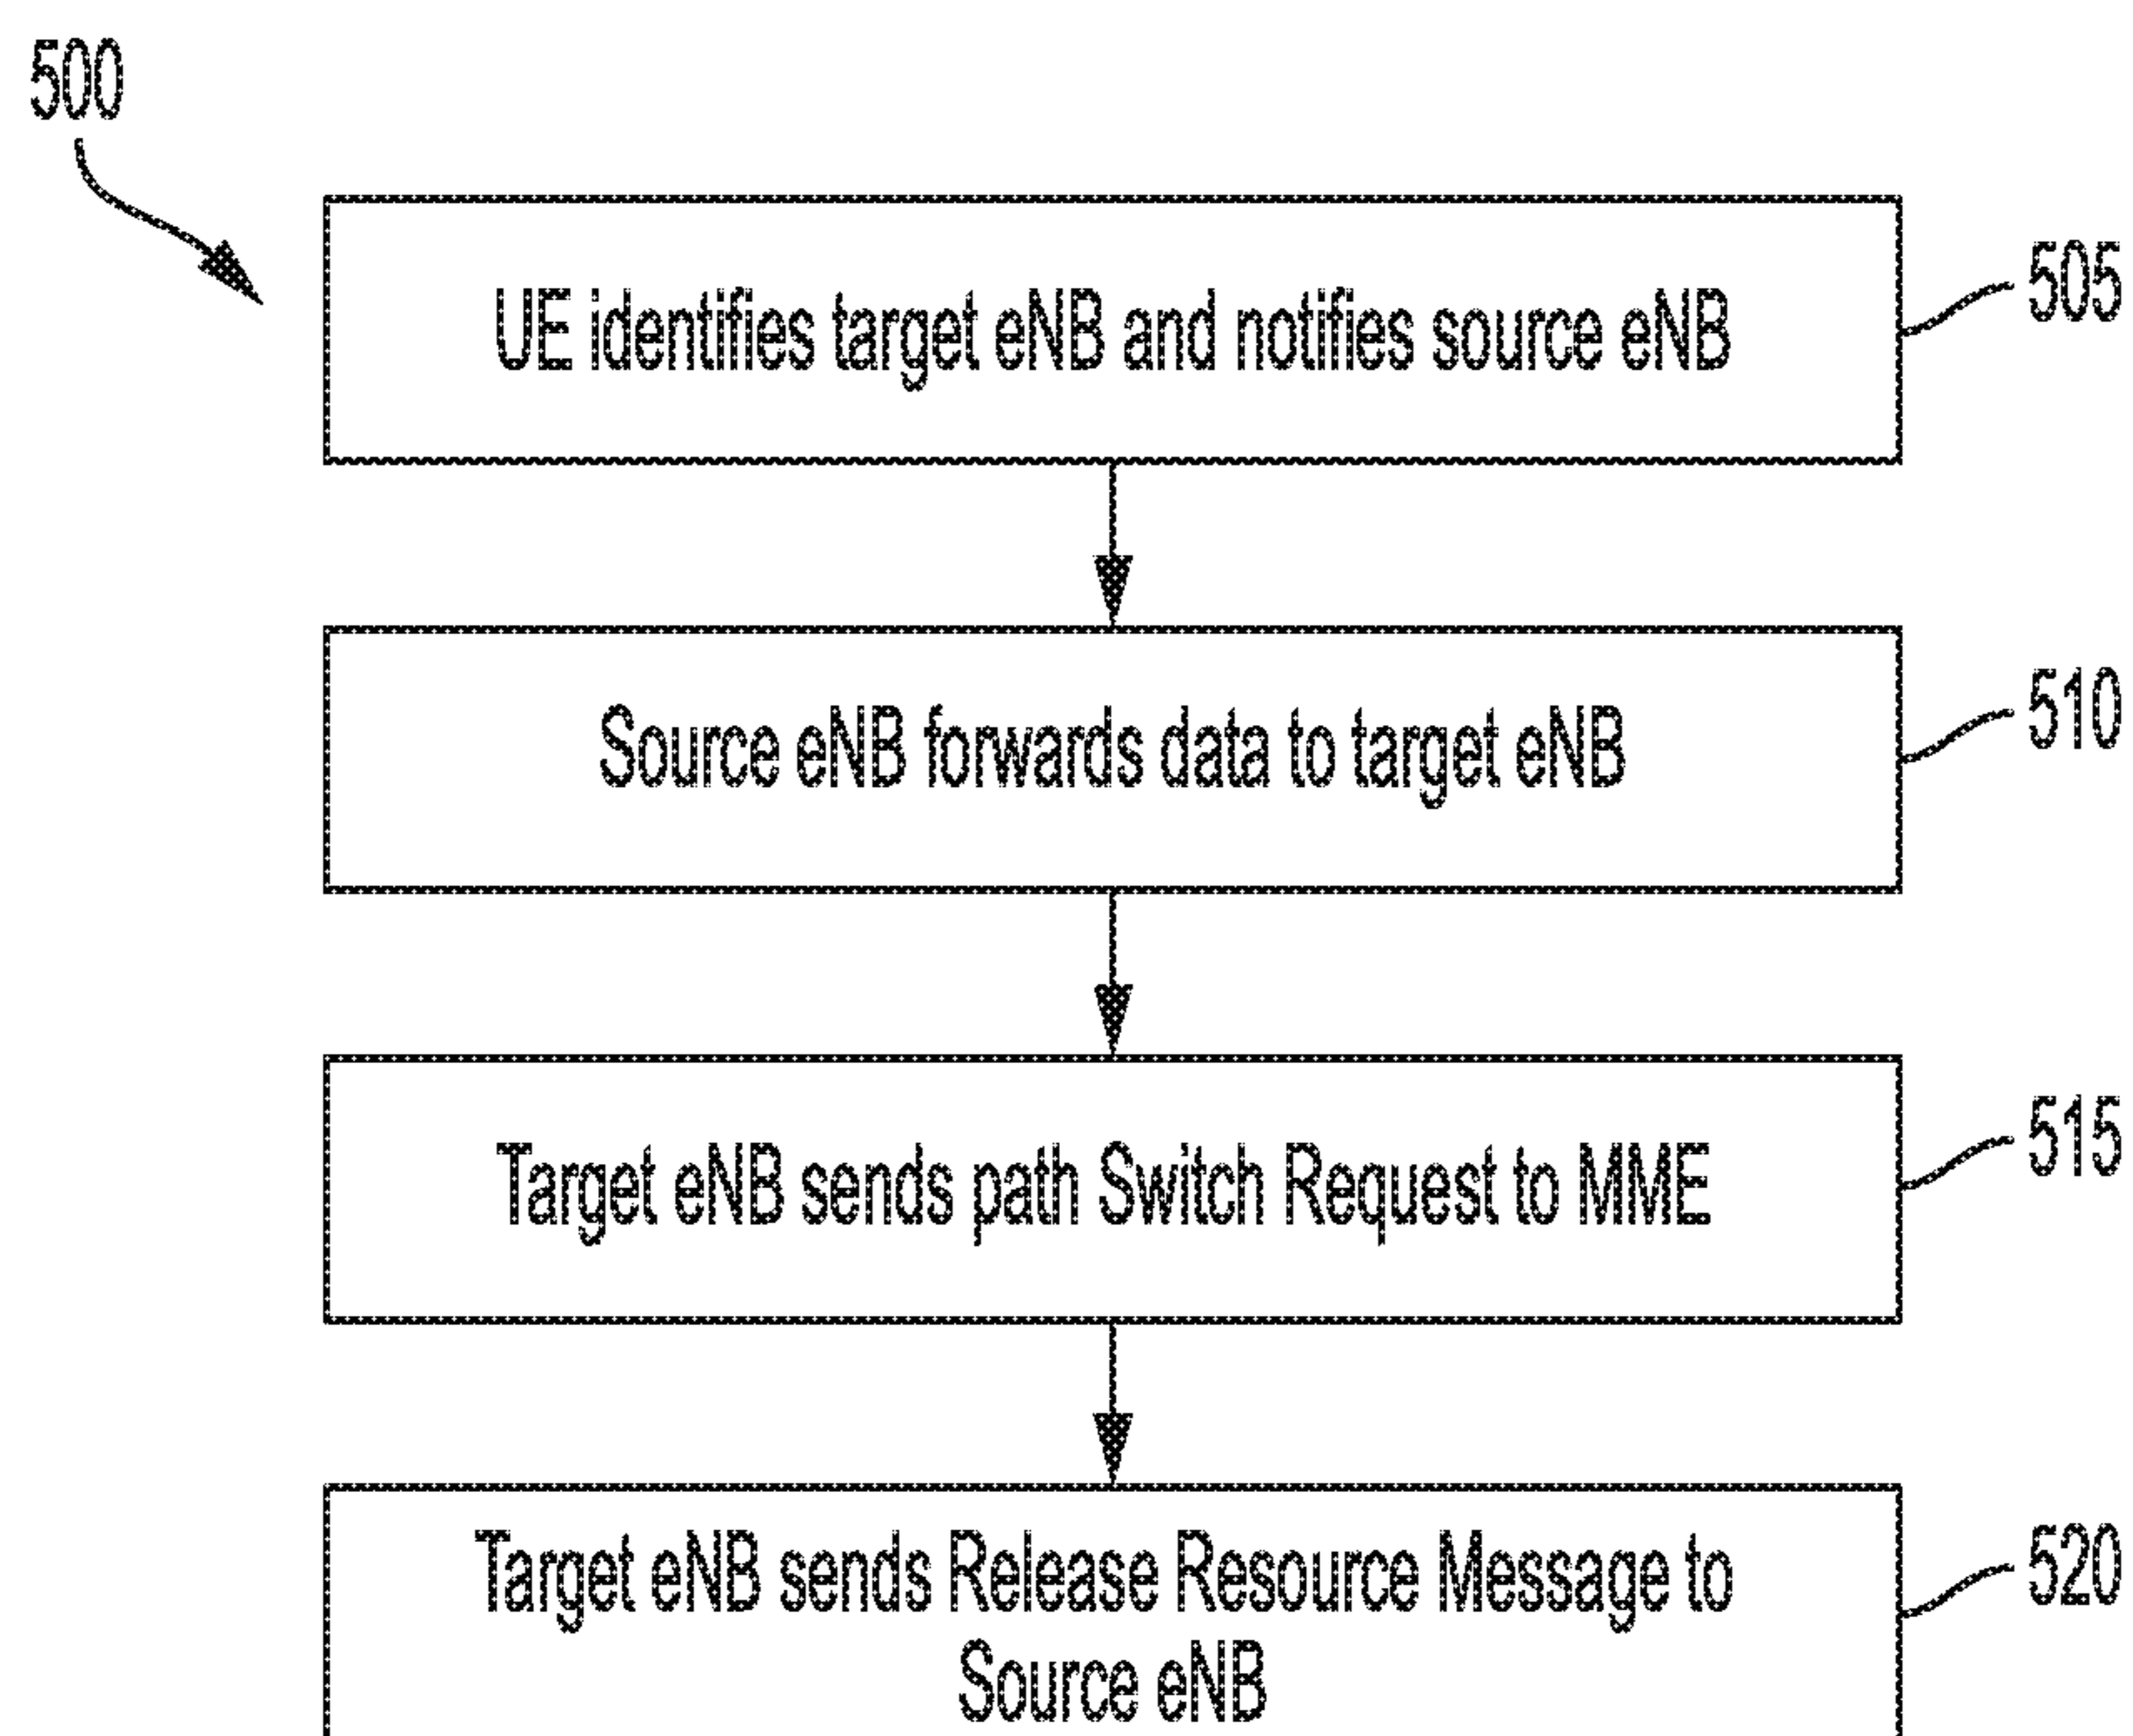 500
UE identifies target eNB and notifies source eNB
505
Source eNB forwards data to target eNB
510
Target eNB sends path Switch Request to MME
515
Target eNB sends Release Resource Message to
Source eNB
520